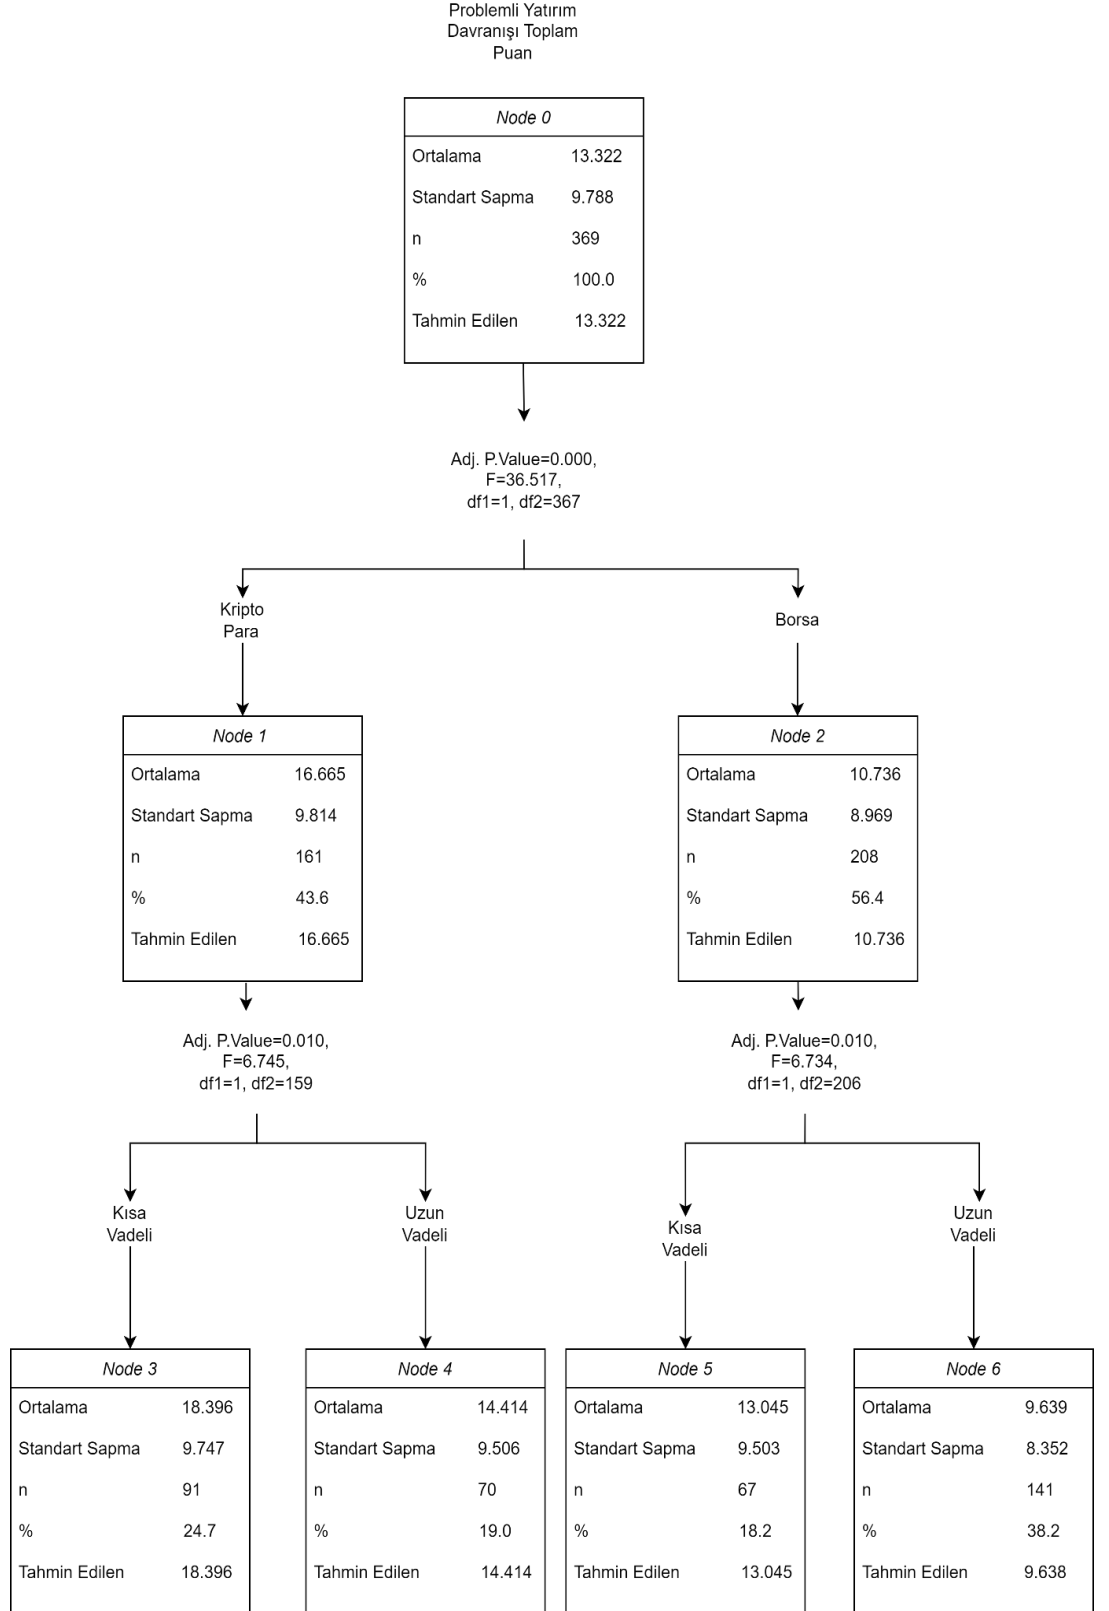 Problemli Yatırım
Davranışı Toplam
Puan
Node 0
Ortalama 13.322
Standart Sapma 9.788
n 369
% 100.0
Tahmin Edilen 13.322
Adj. P.Value=0.000,
F=36.517,
df1=1, df2=367
Kripto
Para
Borsa
Node 1
Ortalama 16.665
Standart Sapma 9.814
n 161
% 43.6
Tahmin Edilen 16.665
Node 2
Ortalama 10.736
Standart Sapma 8.969
n 208
% 56.4
Tahmin Edilen 10.736
Adj. P.Value=0.010,
F=6.745,
df1=1, df2=159
Adj. P.Value=0.010,
F=6.734,
df1=1, df2=206
Kısa
Vadeli
Uzun
Vadeli
Kısa
Vadeli
Uzun
Vadeli
Node 3
Ortalama 18.396
Standart Sapma 9.747
n 91
% 24.7
Tahmin Edilen 18.396
Node 4
Ortalama 14.414
Standart Sapma 9.506
n 70
% 19.0
Tahmin Edilen 14.414
Node 5
Ortalama 13.045
Standart Sapma 9.503
n 67
% 18.2
Tahmin Edilen 13.045
Node 6
Ortalama 9.639
Standart Sapma 8.352
n 141
% 38.2
Tahmin Edilen 9.638